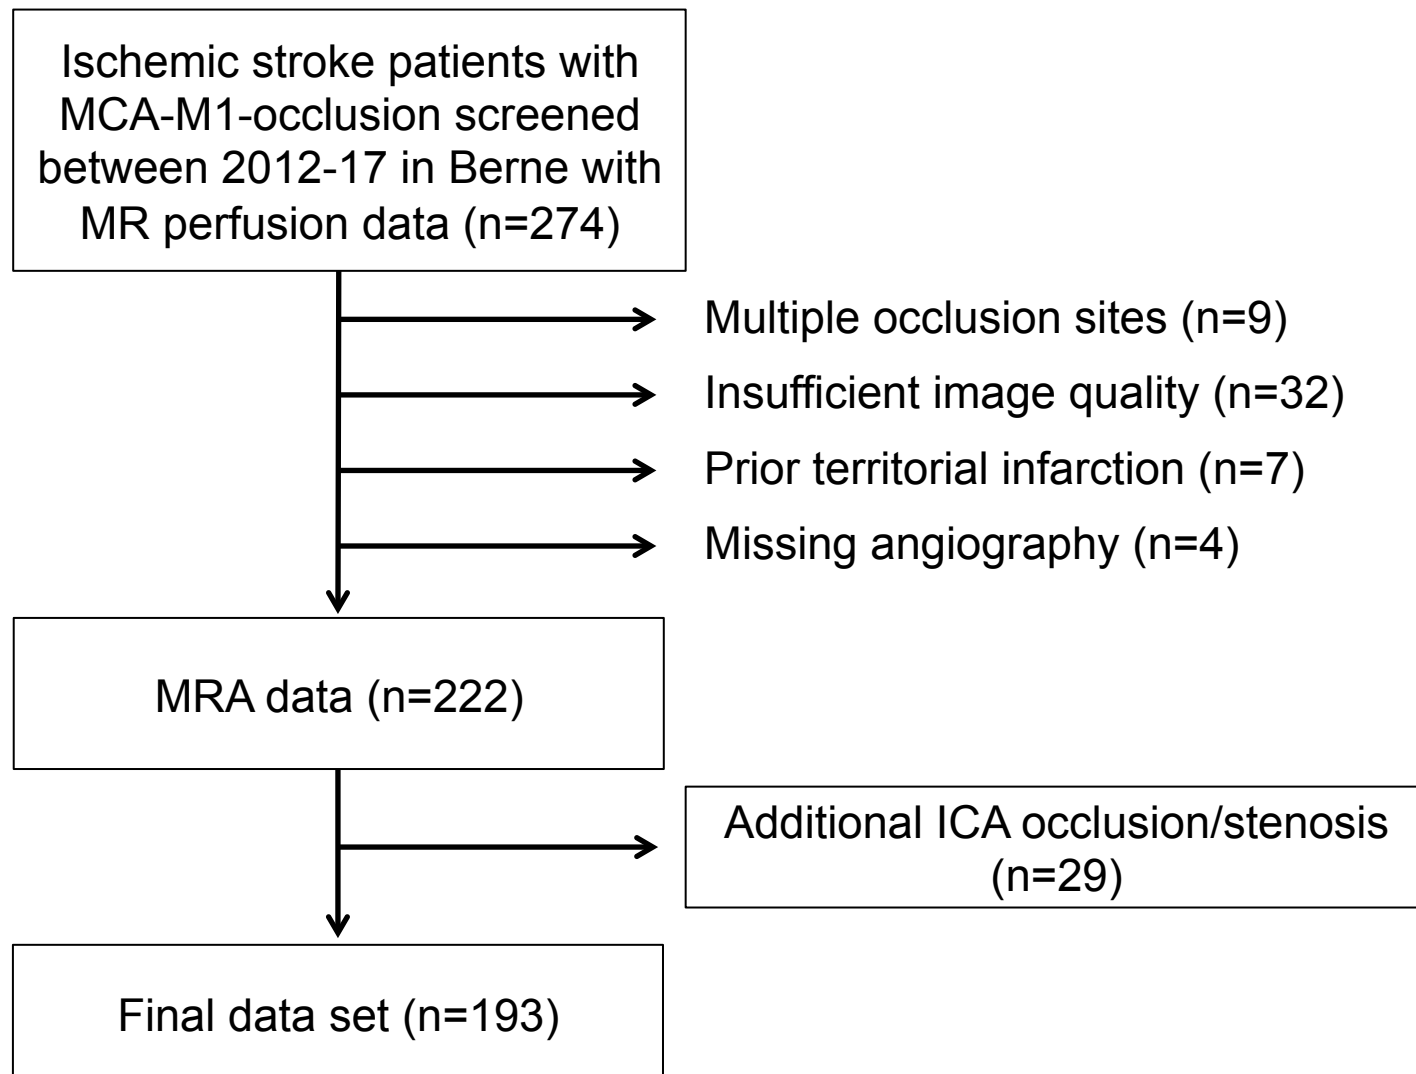 Ischemic stroke patients with
MCA-M1-occlusion screened
between 2012-17 in Berne with
MR perfusion data (n=274)
Multiple occlusion sites (n=9)
Insufficient image quality (n=32)
Prior territorial infarction (n=7)
Missing angiography (n=4)
MRA data (n=222)
Additional ICA occlusion/stenosis
(n=29)
Final data set (n=193)